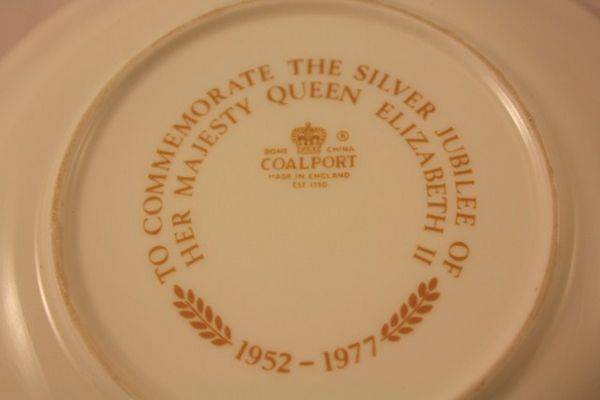 TO COMMEMORATE THE SILVER JUBILEE OF
HER MAJESTY QUEEN ELIZABETH II
®
BONE CHINA
COALPORT
MADE IN ENGLAND
EST. 1750
1952 – 1977